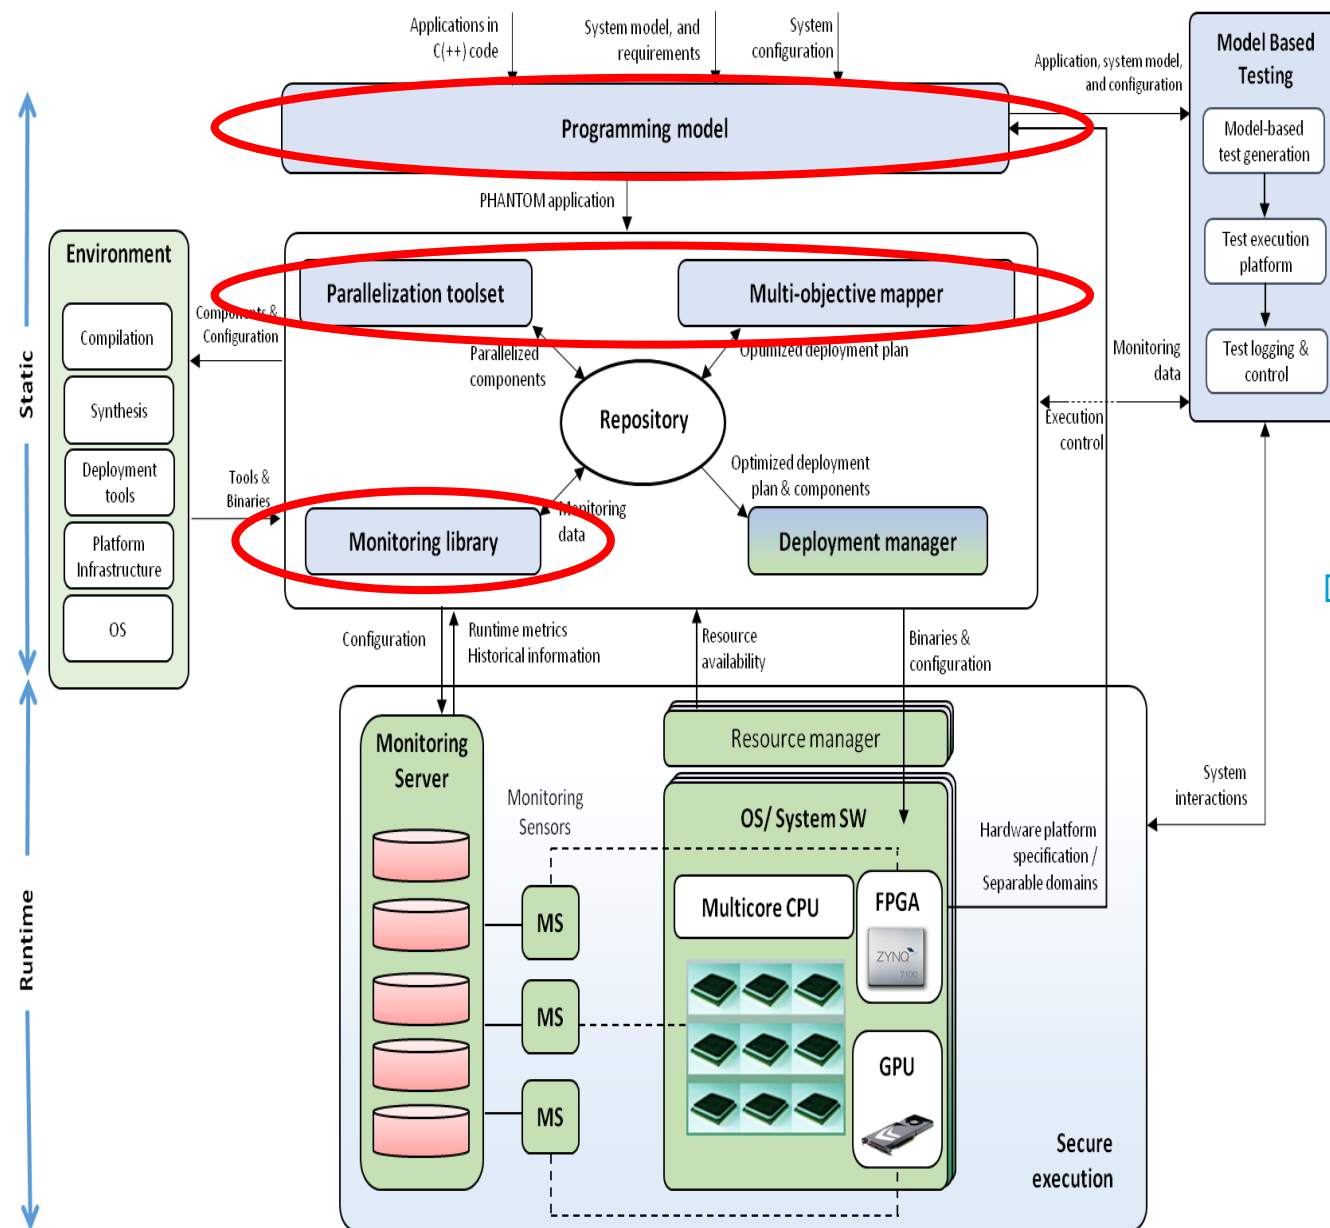 Applications in
C(++) code
System model, and
requirements
System
configuration
Programming model
Application, system model,
and configuration
Model Based
Testing
Model-based
test generation
Test execution
platform
Test logging &
control
PHANTOM application
Static
Environment
Compilation
Synthesis
Deployment
tools
Platform
Infrastructure
OS
Components &
Configuration
Tools &
Binaries
Parallelization toolset
Multi-objective mapper
Parallelized
components
Optimized deployment plan
Repository
Monitoring
data
Execution
control
Optimized deployment
plan & components
Monitoring
data
Monitoring library
Deployment manager
Configuration
Runtime metrics
Historical information
Resource
availability
Binaries &
configuration
Runtime
Monitoring
Server
Monitoring
Sensors
MS
MS
MS
Resource manager
OS/ System SW
Multicore CPU
FPGA
ZYNQ
7100
GPU
Hardware platform
specification /
Separable domains
System
interactions
Secure
execution